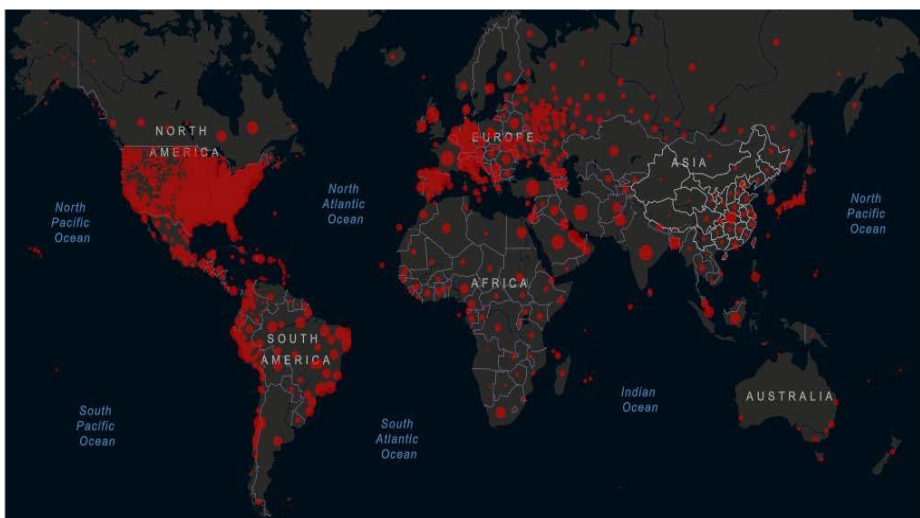 NORTH
AMERICA
EUROPE
ASIA
North
Pacific
Ocean
North
Atlantic
Ocean
North
Pacific
Ocean
AFRICA
SOUTH
AMERICA
Indian
Ocean
AUSTRALIA
South
Pacific
Ocean
South
Atlantic
Ocean